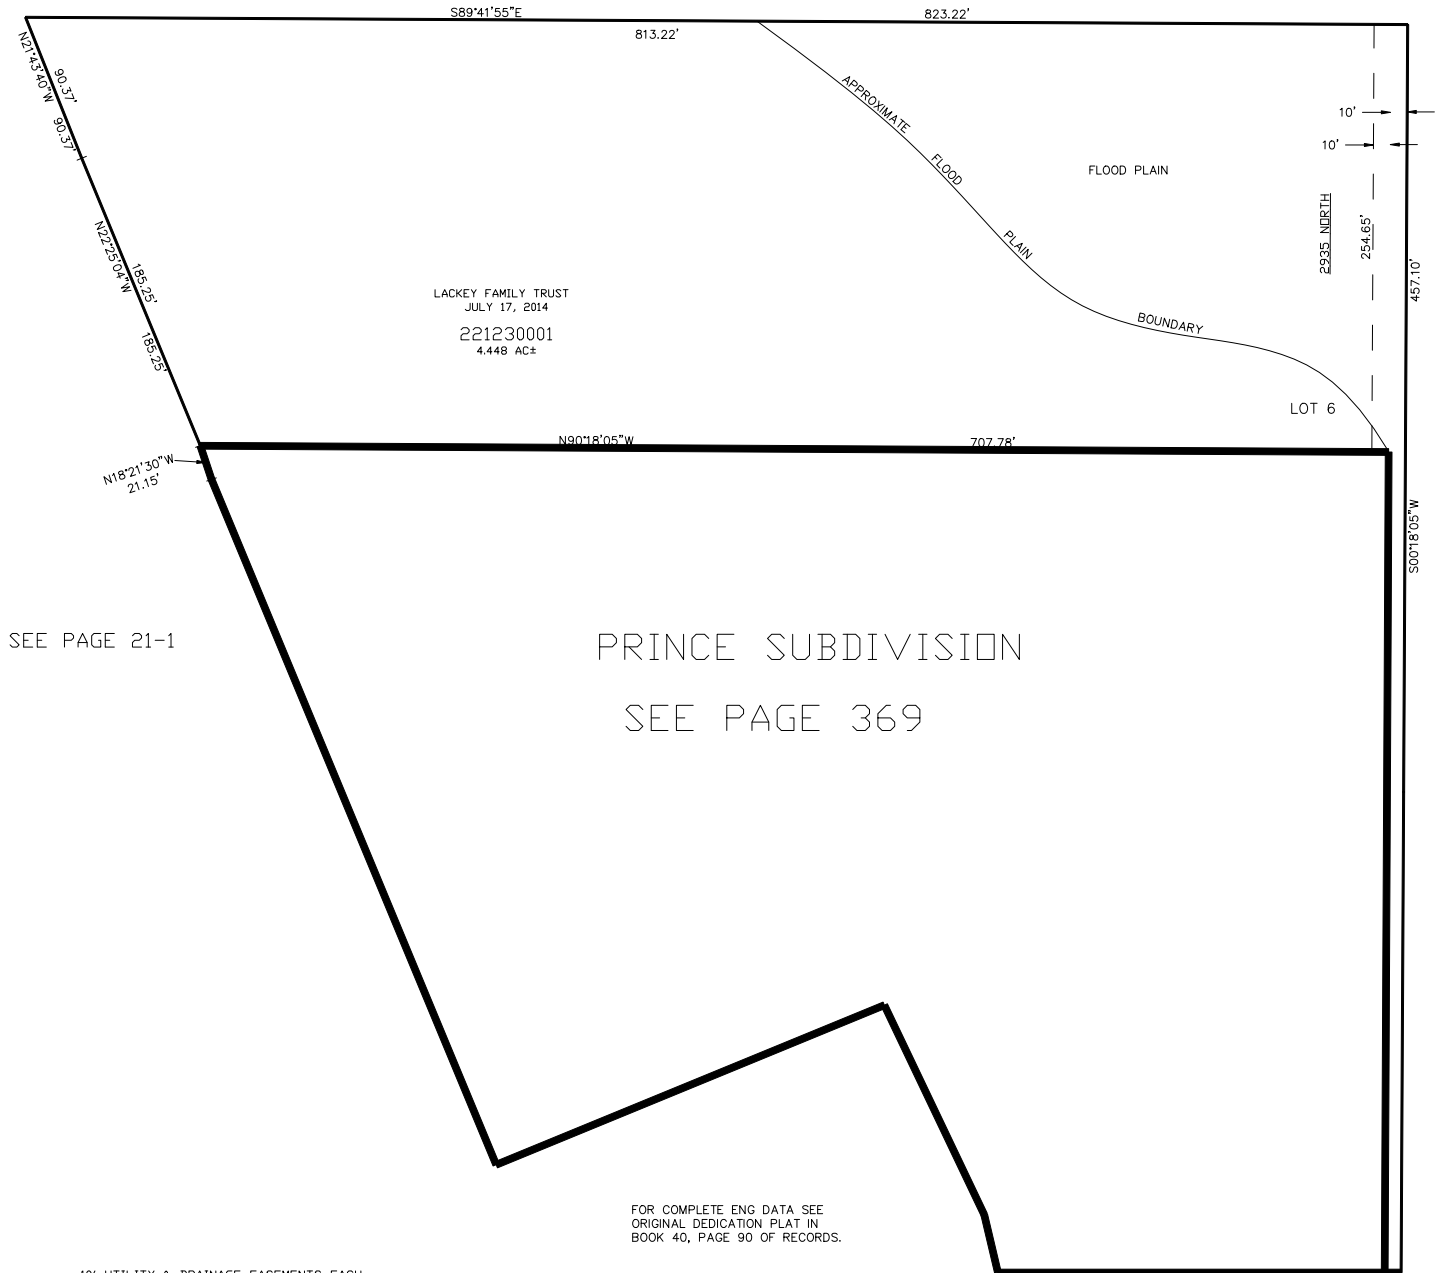 S89°41'55"E
823.22'
813.22'
N21°43'40"W
90.37'
90.37'
APPROXIMATE
FLOOD
PLAIN
BOUNDARY
FLOOD PLAIN
10'
10'
2935 NORTH
254.65'
457.10'
N22°25'04"W
185.25'
185.25'
LACKEY FAMILY TRUST
JULY 17, 2014
221230001
4.448 AC±
LOT 6
N90°18'05"W
707.78'
N18°21'30"W
21.15'
S00°18'05"W
SEE PAGE 21-1
PRINCE SUBDIVISION
SEE PAGE 369
FOR COMPLETE ENG DATA SEE
ORIGINAL DEDICATION PLAT IN
BOOK 40, PAGE 90 OF RECORDS.
UTILITY & DRAINAGE EASEMENTS EACH